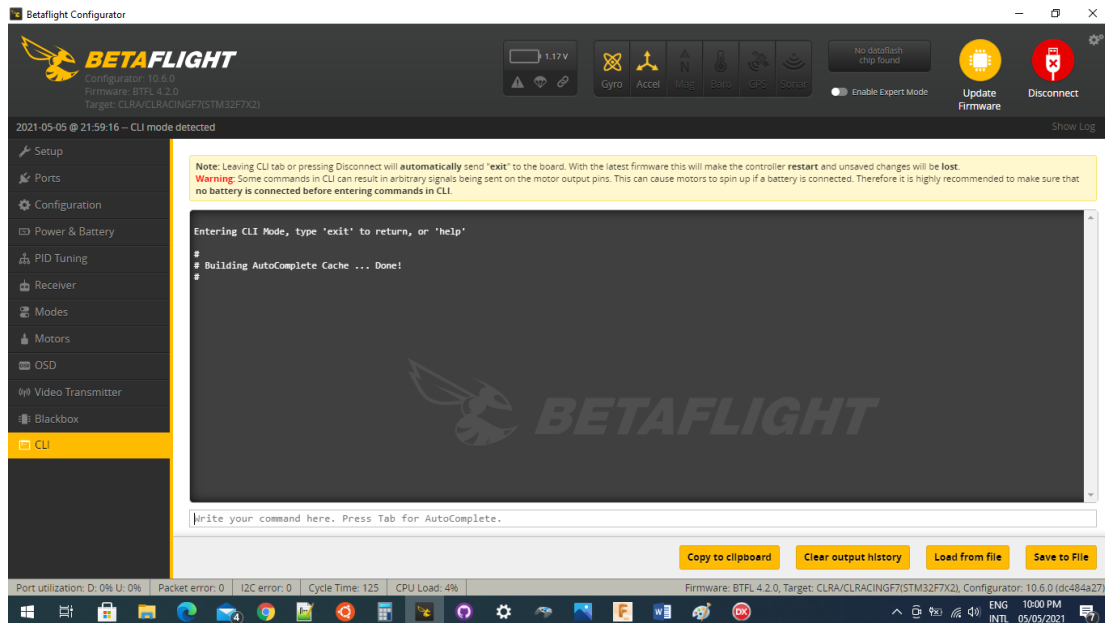 Betaflight Configurator
BETAFLIGHT
Configurator: 10.6.0
Firmware: BTFL 4.2.0
Target: CLRA/CLRACINGF7(STM32F7X2)
1.17 V
Gyro
Accel
Mag
Baro
GPS
Sonar
No dataflash
chip found
Enable Expert Mode
Update
Firmware
Disconnect
2021-05-05 @ 21:59:16 -- CLI mode detected
Show Log
Setup
Ports
Configuration
Power & Battery
PID Tuning
Receiver
Modes
Motors
OSD
Video Transmitter
Blackbox
CLI
Note: Leaving CLI tab or pressing Disconnect will automatically send "exit" to the board. With the latest firmware this will make the controller restart and unsaved changes will be lost.
Warning: Some commands in CLI can result in arbitrary signals being sent on the motor output pins. This can cause motors to spin up if a battery is connected. Therefore it is highly recommended to make sure that
no battery is connected before entering commands in CLI.
Entering CLI Mode, type 'exit' to return, or 'help'
#
# Building AutoComplete Cache ... Done!
#
BETAFLIGHT
Write your command here. Press Tab for AutoComplete.
Copy to clipboard
Clear output history
Load from file
Save to File
Port utilization: D: 0% U: 0%
Packet error: 0
I2C error: 0
Cycle Time: 125
CPU Load: 4%
Firmware: BTFL 4.2.0, Target: CLRA/CLRACINGF7(STM32F7X2), Configurator: 10.6.0 (dc484a27)
4
ENG
INTL
10:00 PM
05/05/2021
7